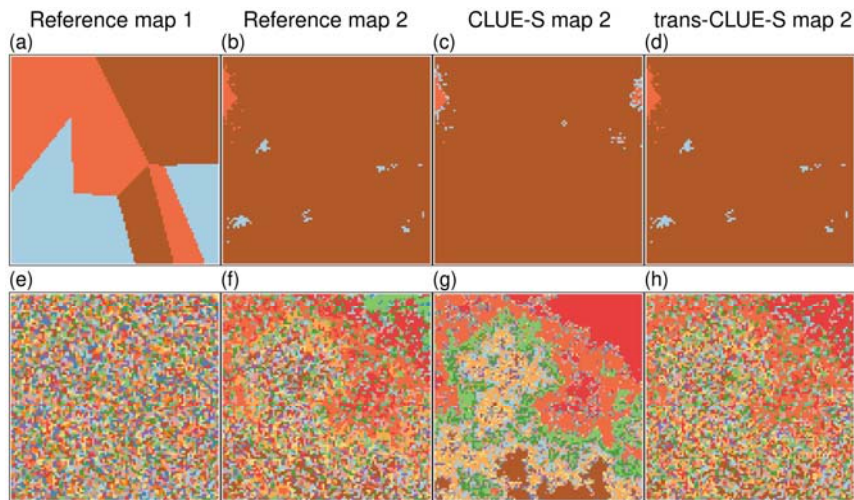 Reference map 1 Reference map 2 CLUE-S map 2 trans-CLUE-S map 2
(a) (b) (c) (d)
(e) (f) (g) (h)